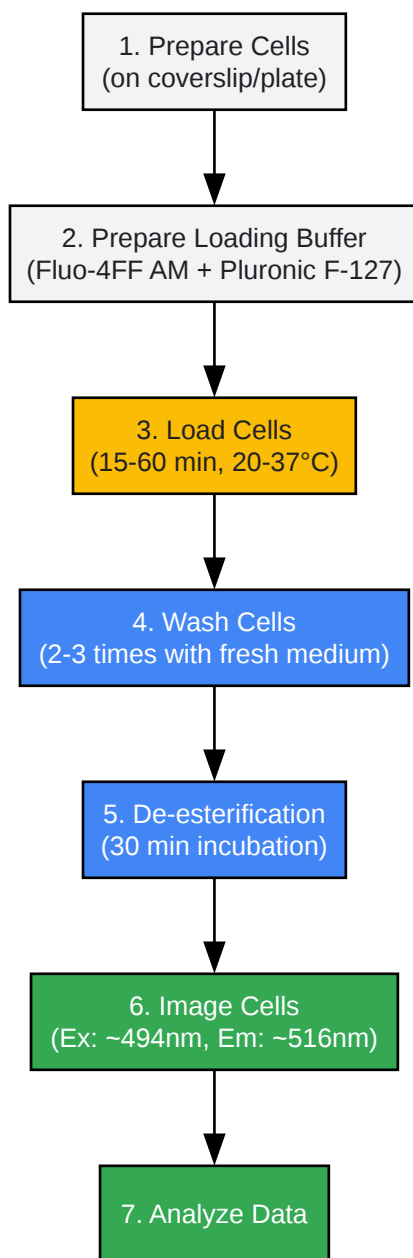 1. Prepare Cells
(on coverslip/plate)
2. Prepare Loading Buffer
(Fluo-4FF AM + Pluronic F-127)
3. Load Cells
(15-60 min, 20-37°C)
4. Wash Cells
(2-3 times with fresh medium)
5. De-esterification
(30 min incubation)
6. Image Cells
(Ex: ~494nm, Em: ~516nm)
7. Analyze Data